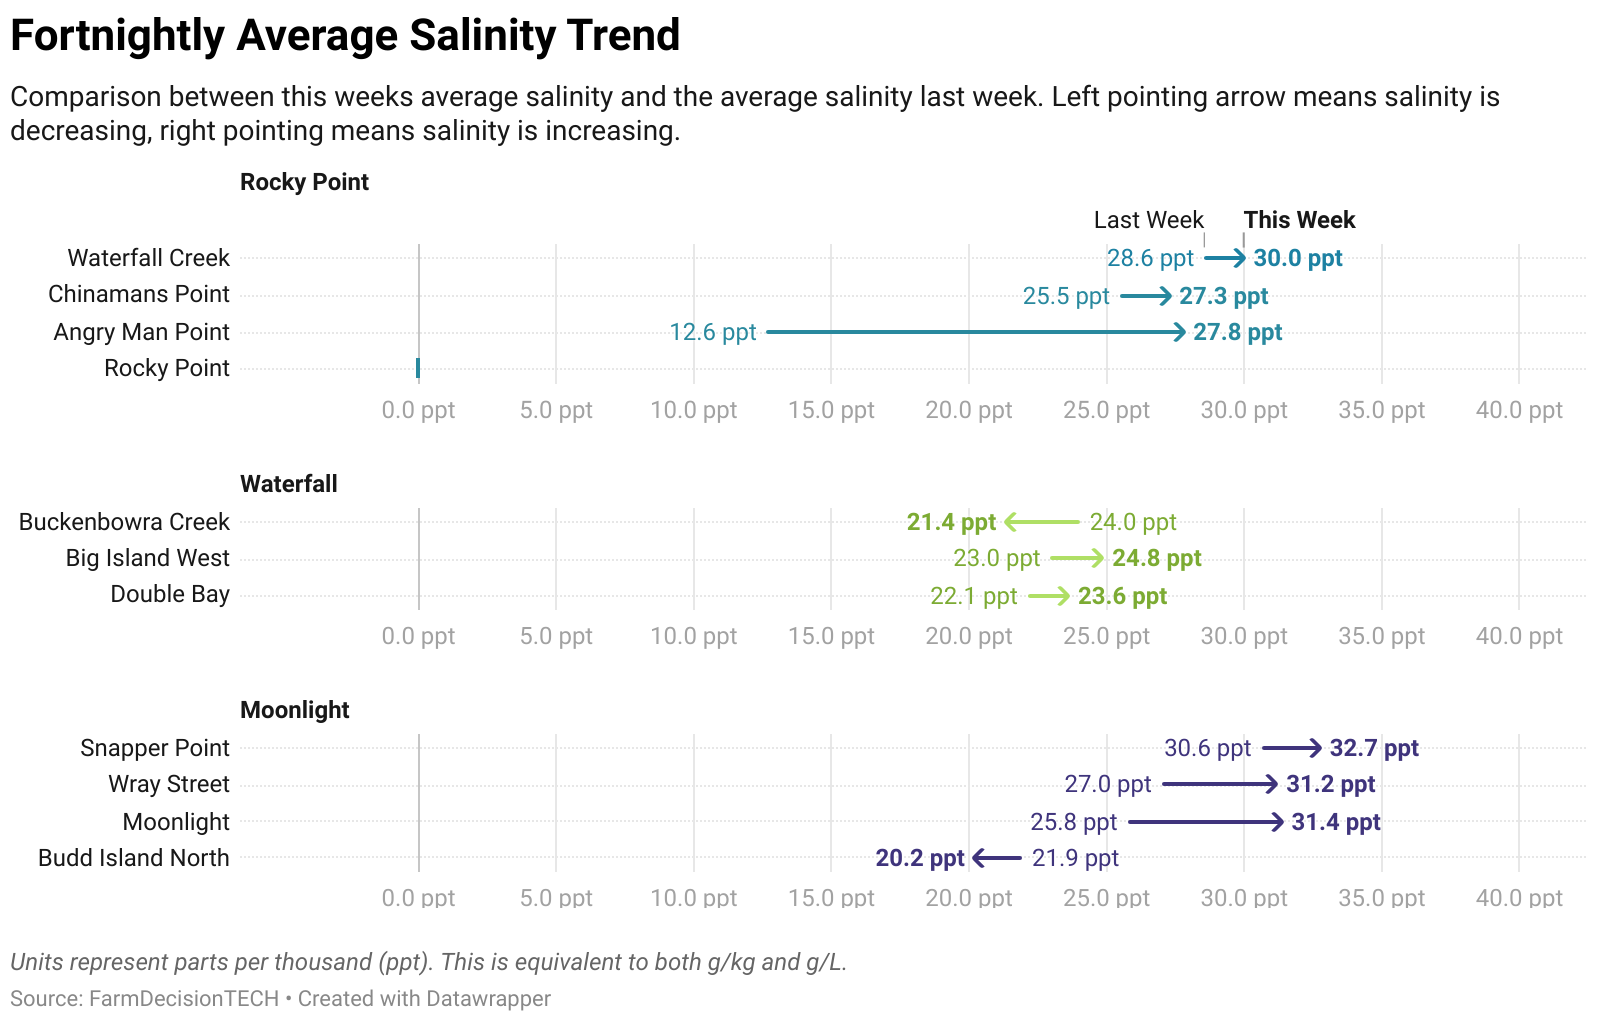 Fortnightly Average Salinity Trend
Comparison between this weeks average salinity and the average salinity last week. Left pointing arrow means salinity is
decreasing, right pointing means salinity is increasing.
Rocky Point
Last Week This Week
Waterfall Creek 28.6 ppt 30.0 ppt
Chinamans Point 25.5 ppt 27.3 ppt
Angry Man Point 12.6 ppt 27.8 ppt
Rocky Point
0.0 ppt 5.0 ppt 10.0 ppt 15.0 ppt 20.0 ppt 25.0 ppt 30.0 ppt 35.0 ppt 40.0 ppt
Waterfall
Buckenbowra Creek 21.4 ppt 24.0 ppt
Big Island West 23.0 ppt 24.8 ppt
Double Bay 22.1 ppt 23.6 ppt
0.0 ppt 5.0 ppt 10.0 ppt 15.0 ppt 20.0 ppt 25.0 ppt 30.0 ppt 35.0 ppt 40.0 ppt
Moonlight
Snapper Point 30.6 ppt 32.7 ppt
Wray Street 27.0 ppt 31.2 ppt
Moonlight 25.8 ppt 31.4 ppt
Budd Island North 20.2 ppt 21.9 ppt
0.0 ppt 5.0 ppt 10.0 ppt 15.0 ppt 20.0 ppt 25.0 ppt 30.0 ppt 35.0 ppt 40.0 ppt
Units represent parts per thousand (ppt). This is equivalent to both g/kg and g/L.
Source: FarmDecisionTECH • Created with Datawrapper